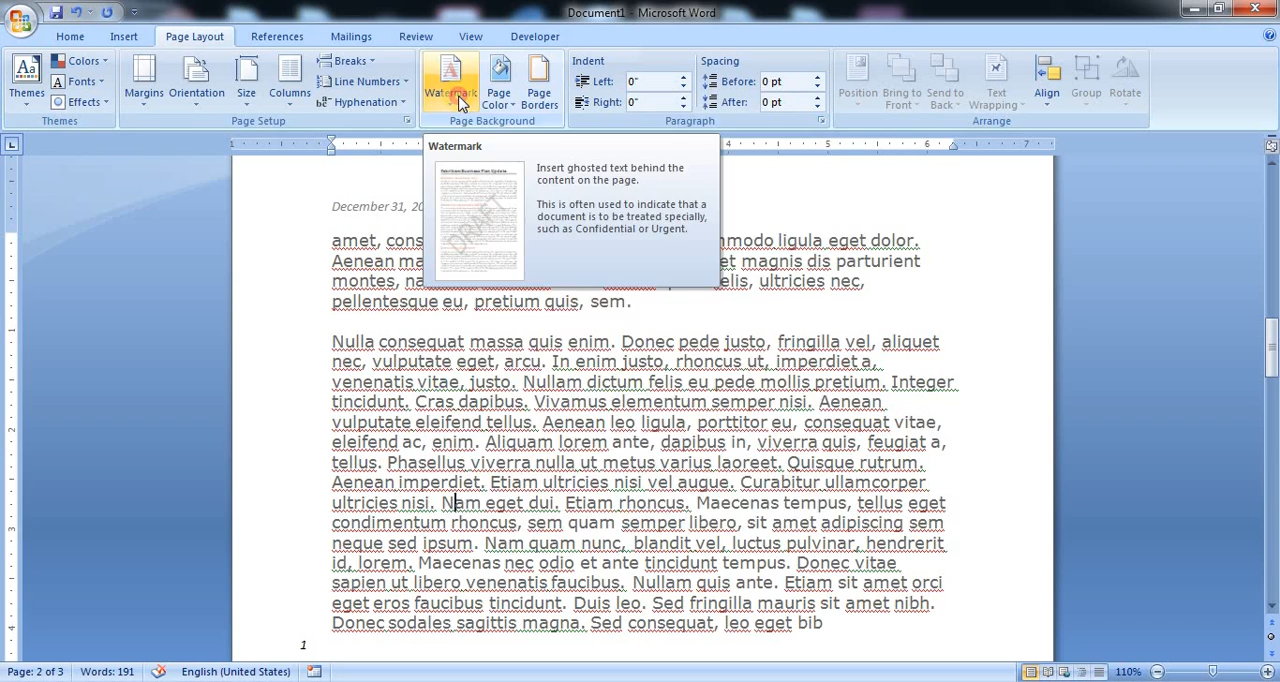 Document1 - Microsoft Word
Home Insert Page Layout References Mailings Review View Developer
Themes
Colors
Fonts
Effects
Themes
Margins
Orientation
Size
Columns
Breaks
Line Numbers
Hyphenation
Page Setup
Watermark
Page Color
Page Borders
Page Background
Indent
Left: 0"
Right: 0"
Spacing
Before: 0 pt
After: 0 pt
Paragraph
Position
Bring to Front
Send to Back
Text Wrapping
Align
Group
Rotate
Arrange
1 4 5 6 7
Watermark
DRAFT
Insert ghosted text behind the
content on the page.
This is often used to indicate that a
document is to be treated specially,
such as Confidential or Urgent.
December 31, 20
amet, cons mmodo ligula eget dolor.
Aenean ma et magnis dis parturient
montes, na elis, ultricies nec,
pellentesque eu, pretium quis, sem.
Nulla consequat massa quis enim. Donec pede justo, fringilla vel, aliquet
nec, vulputate eget, arcu. In enim justo, rhoncus ut, imperdiet a,
venenatis vitae, justo. Nullam dictum felis eu pede mollis pretium. Integer
tincidunt. Cras dapibus. Vivamus elementum semper nisi. Aenean
vulputate eleifend tellus. Aenean leo ligula, porttitor eu, consequat vitae,
eleifend ac, enim. Aliquam lorem ante, dapibus in, viverra quis, feugiat a,
tellus. Phasellus viverra nulla ut metus varius laoreet. Quisque rutrum.
Aenean imperdiet. Etiam ultricies nisi vel augue. Curabitur ullamcorper
ultricies nisi. Nam eget dui. Etiam rhoncus. Maecenas tempus, tellus eget
condimentum rhoncus, sem quam semper libero, sit amet adipiscing sem
neque sed ipsum. Nam quam nunc, blandit vel, luctus pulvinar, hendrerit
id, lorem. Maecenas nec odio et ante tincidunt tempus. Donec vitae
sapien ut libero venenatis faucibus. Nullam quis ante. Etiam sit amet orci
eget eros faucibus tincidunt. Duis leo. Sed fringilla mauris sit amet nibh.
Donec sodales sagittis magna. Sed consequat, leo eget bib
1
1
2
3
4
Page: 2 of 3 Words: 191 English (United States) 110%